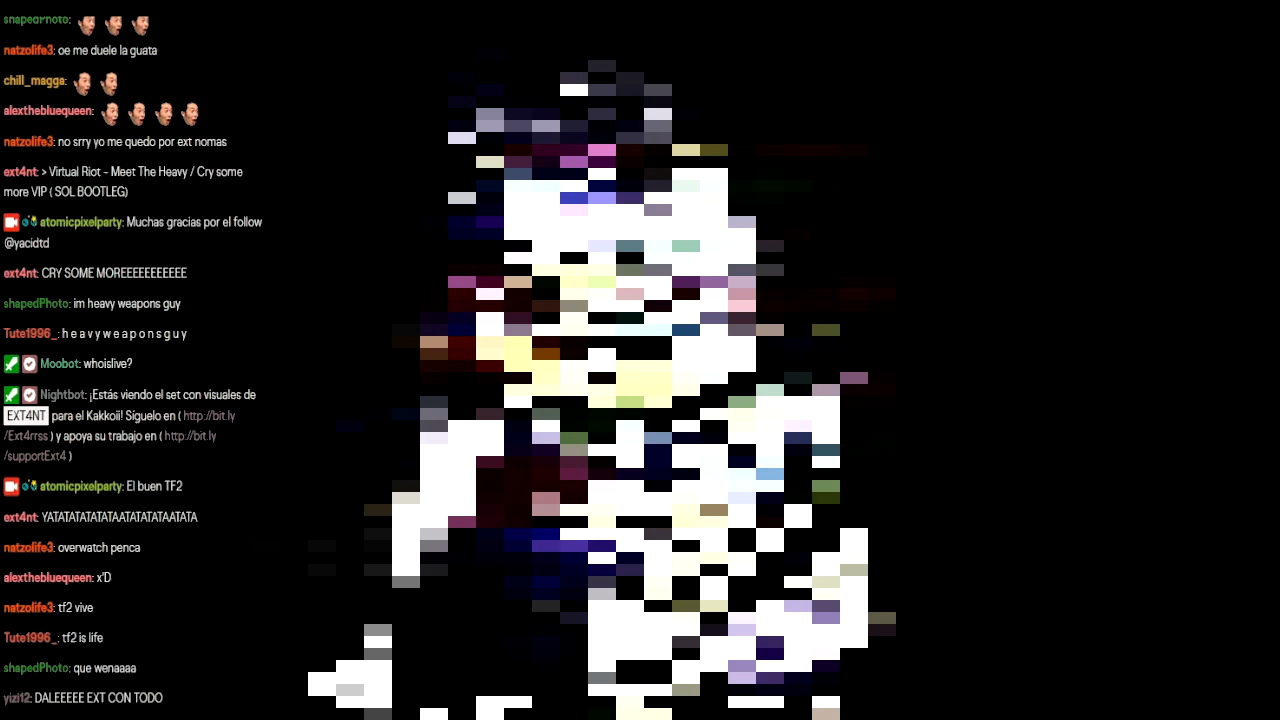 shapedPhoto:
natzolife3: oe me duele la guata
chill_magga:
alexthebluequeen:
natzolife3: no srry yo me quedo por ext nomas
ext4nt: > Virtual Riot - Meet The Heavy / Cry some
more VIP ( SOL BOOTLEG)
atomicpixelparty: Muchas gracias por el follow
@yacidtd
ext4nt: CRY SOME MOREEEEEEEEEEE
shapedPhoto: im heavy weapons guy
Tute1996_: h e a v y w e a p o n s g u y
Moobot: whoislive?
Nightbot: ¡Estás viendo el set con visuales de
EXT4NT para el Kakkoii! Síguelo en ( http://bit.ly
/Ext4rrss ) y apoya su trabajo en ( http://bit.ly
/supportExt4 )
atomicpixelparty: El buen TF2
ext4nt: YATATATATATATAATATATATAATATA
natzolife3: overwatch penca
alexthebluequeen: x'D
natzolife3: tf2 vive
Tute1996_: tf2 is life
shapedPhoto: que wenaaaa
yizi12: DALEEEEE EXT CON TODO